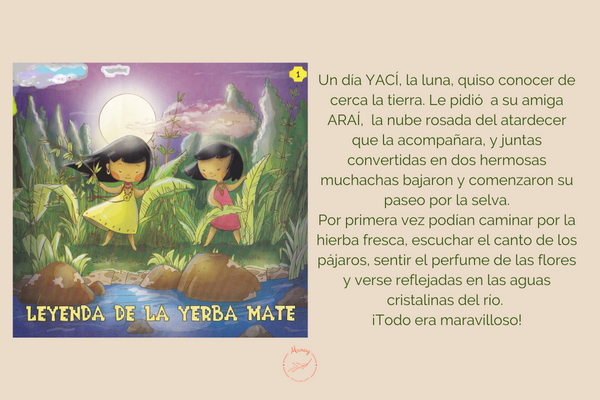 1
LEYENDA DE LA YERBA MATE
Un día YACÍ, la luna, quiso conocer de
cerca la tierra. Le pidió a su amiga
ARAÍ, la nube rosada del atardecer
que la acompañara, y juntas
convertidas en dos hermosas
muchachas bajaron y comenzaron su
paseo por la selva.
Por primera vez podían caminar por la
hierba fresca, escuchar el canto de los
pájaros, sentir el perfume de las flores
y verse reflejadas en las aguas
cristalinas del río.
¡Todo era maravilloso!